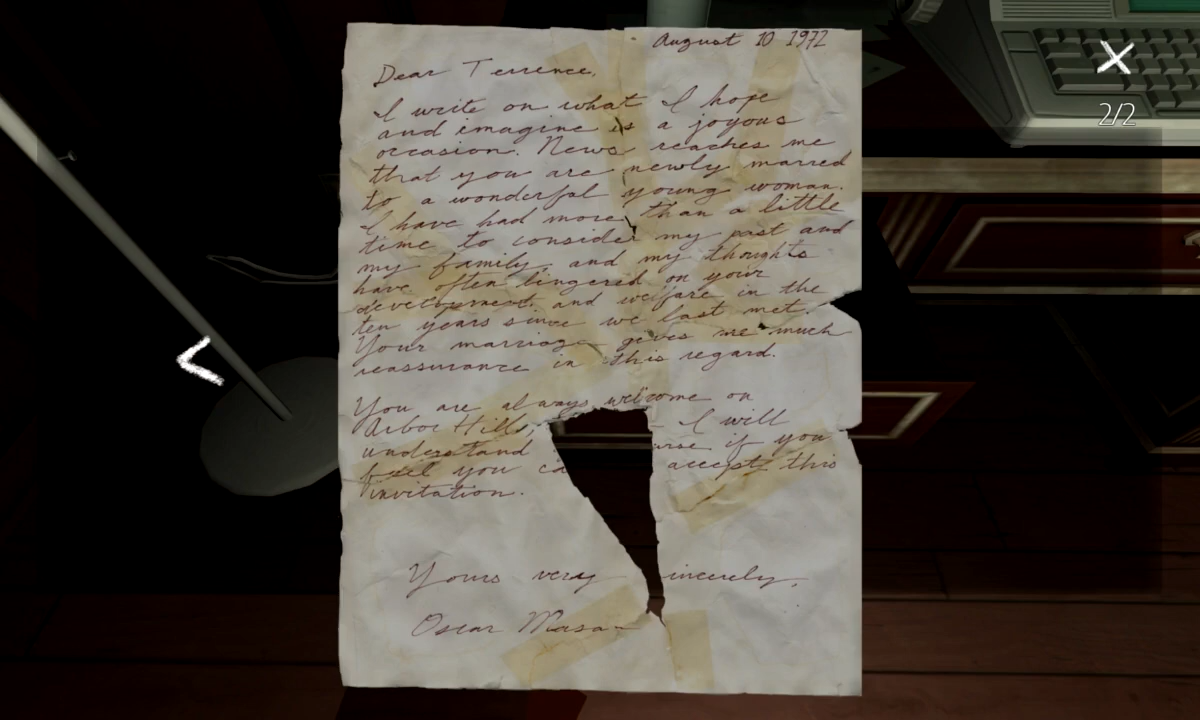 August 10 1972
2/2
Dear Terrence,
I write on what I hope
and imagine is a joyous
occasion. News reaches me
that you are newly marred
to a wonderful young woman.
I have had more than a little
time to consider my past and
my family, and my thoughts
have often lingered on your
development and welfare in the
ten years since we last met.
Your marriage gives me much
reassurance in this regard.
You are always welcome on
Arbor Hill, I will
understand if you
feel you accept this
invitation.
Yours very incerely,
Oscar Masan